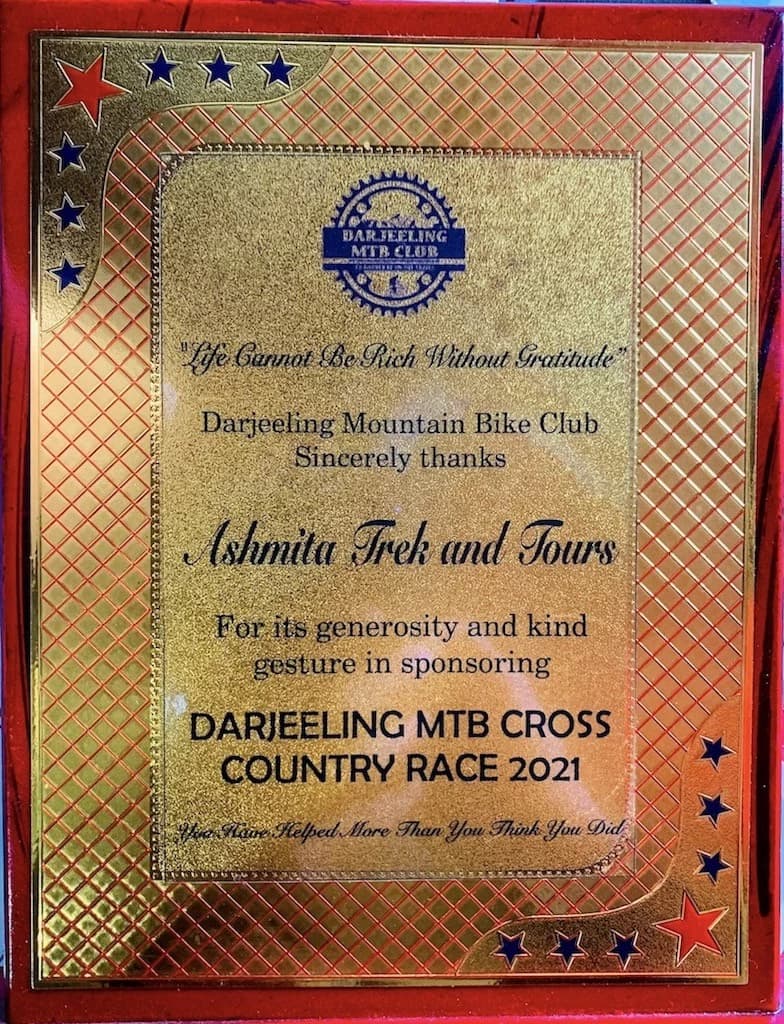 DARJEELING
MTB CLUB
"Life Cannot Be Rich Without Gratitude"
Darjeeling Mountain Bike Club
Sincerely thanks
Ashmita Trek and Tours
For its generosity and kind
gesture in sponsoring
DARJEELING MTB CROSS
COUNTRY RACE 2021
You Have Helped More Than You Think You Did